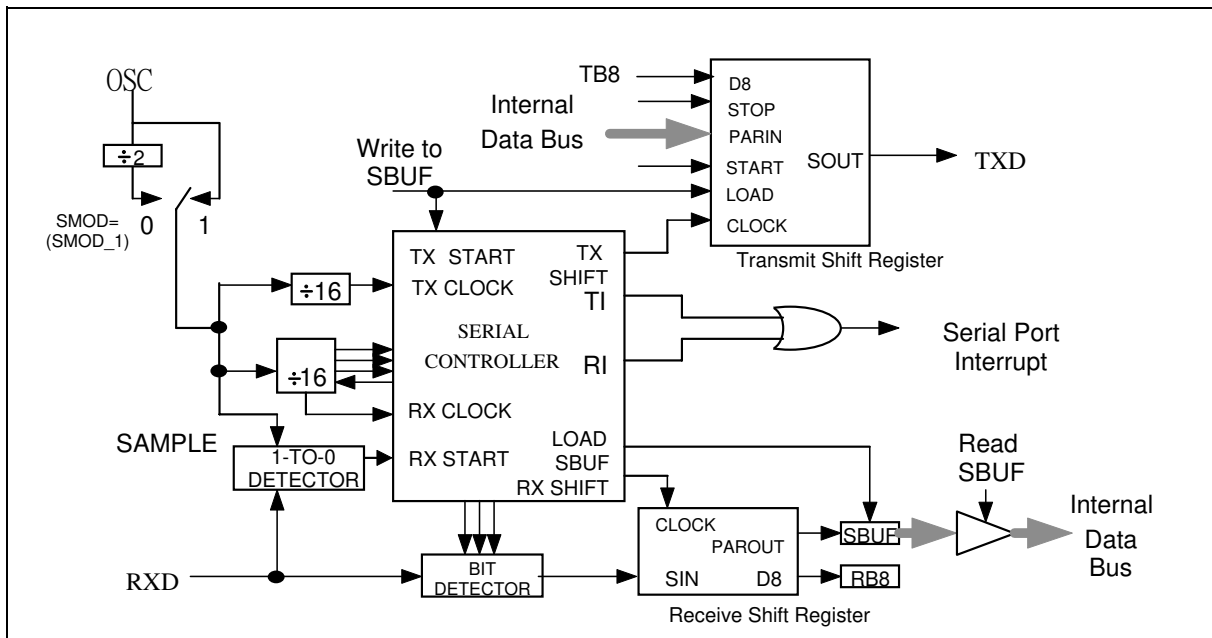 OSC
÷2
SMOD=
(SMOD_1)
0
1
Write to
SBUF
TB8
Internal
Data Bus
D8
STOP
PARIN
START
LOAD
CLOCK
SOUT
TXD
Transmit Shift Register
÷16
÷16
TX START
TX CLOCK
SERIAL
CONTROLLER
RX CLOCK
RX START
TX
SHIFT
TI
RI
LOAD
SBUF
RX SHIFT
Serial Port
Interrupt
SAMPLE
1-TO-0
DETECTOR
RXD
BIT
DETECTOR
CLOCK
PAROUT
SIN
D8
Receive Shift Register
SBUF
RB8
Read
SBUF
Internal
Data
Bus